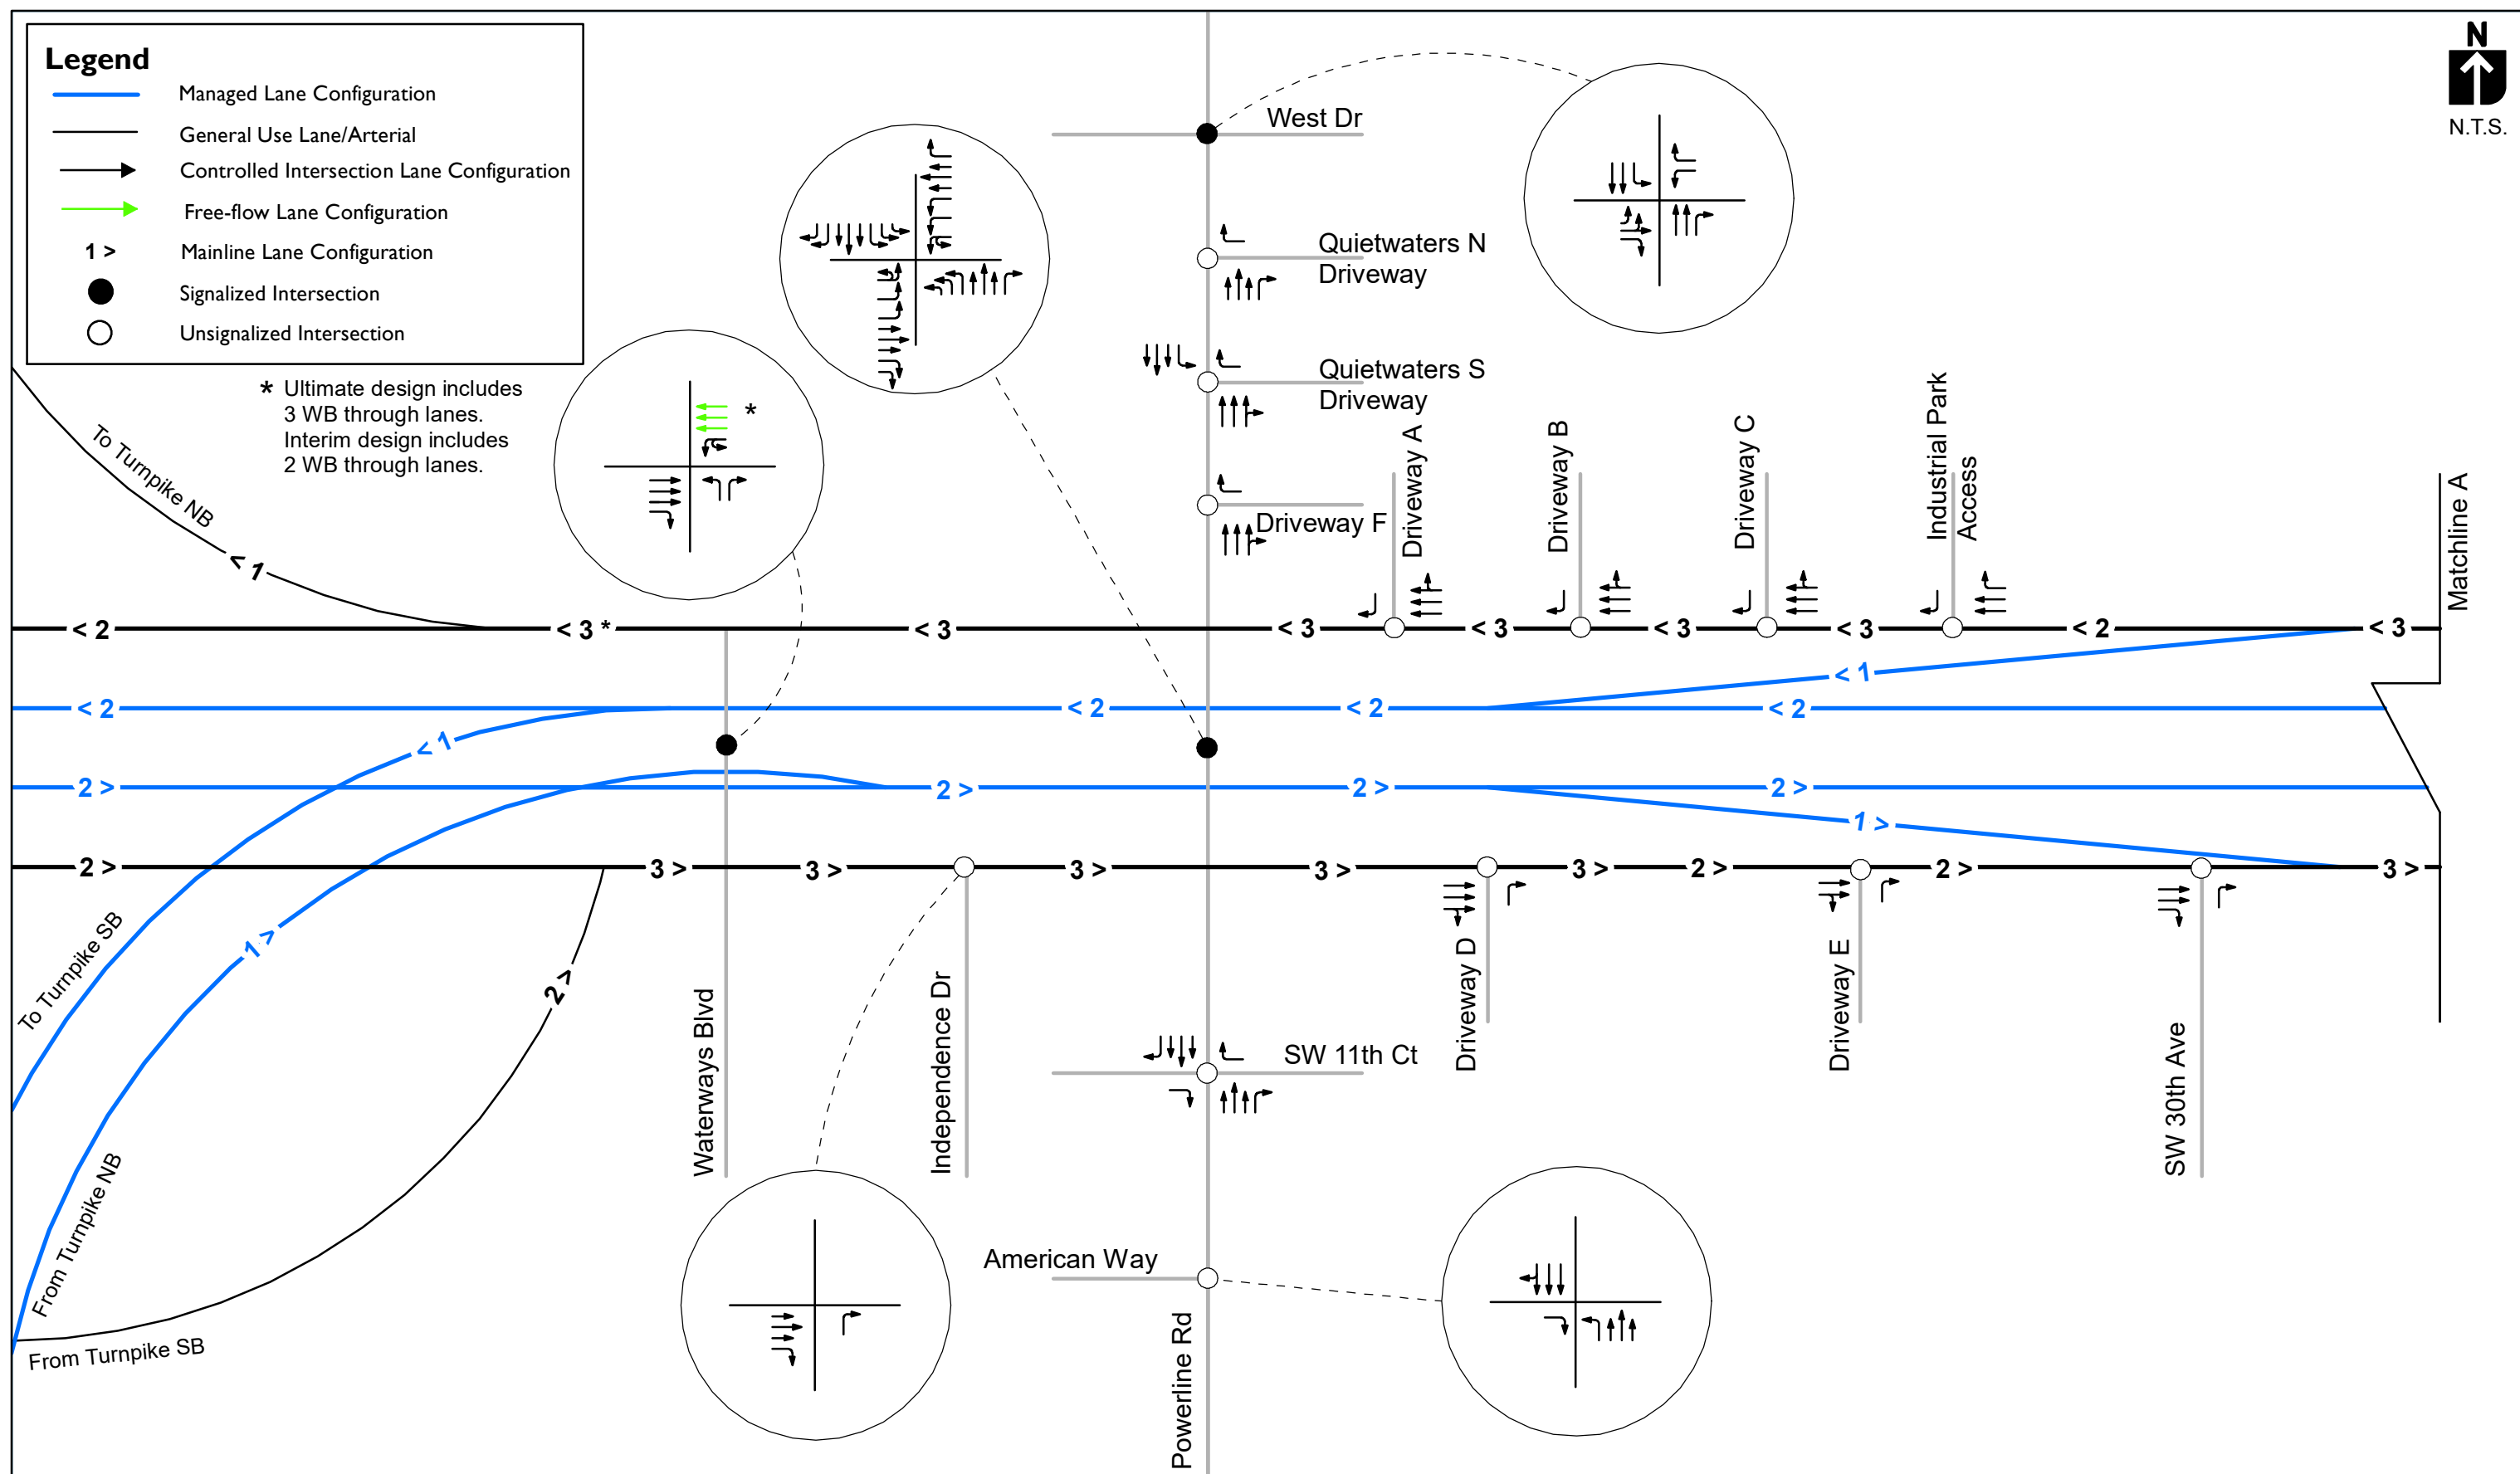 Legend
Managed Lane Configuration
General Use Lane/Arterial
Controlled Intersection Lane Configuration
Free-flow Lane Configuration
1 > Mainline Lane Configuration
Signalized Intersection
Unsignalized Intersection
* Ultimate design includes
3 WB through lanes.
Interim design includes
2 WB through lanes.
N
N.T.S.
West Dr
Quietwaters N
Driveway
Quietwaters S
Driveway
Driveway F
*
Driveway A
Driveway B
Driveway C
Industrial Park
Access
Matchline A
To Turnpike NB
< 1
< 2
< 3 *
< 3
< 3
< 3
< 3
< 3
< 2
< 3
< 1
< 2
< 2
< 2
< 2
< 1
2 >
2 >
2 >
2 >
1 >
2 >
3 >
3 >
3 >
3 >
3 >
2 >
2 >
3 >
To Turnpike SB
1 >
2 >
From Turnpike NB
From Turnpike SB
Waterways Blvd
Independence Dr
SW 11th Ct
Driveway D
Driveway E
SW 30th Ave
American Way
Powerline Rd